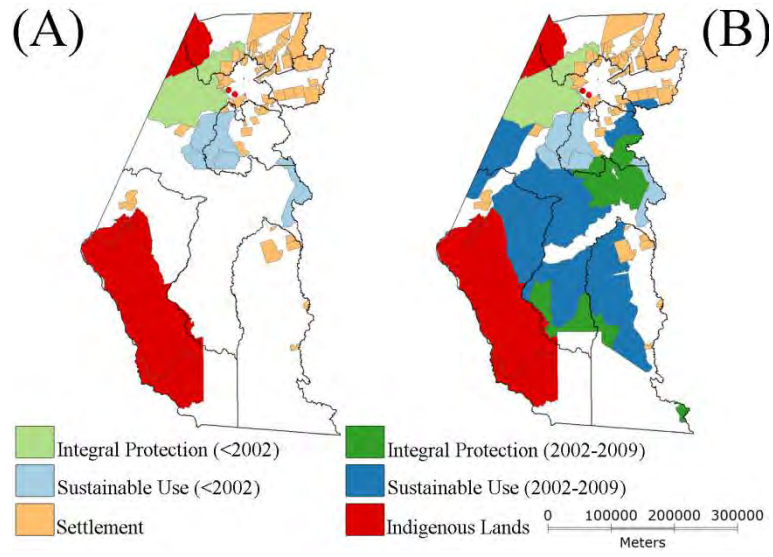 (A) (B)
Integral Protection (<2002) Integral Protection (2002-2009)
Sustainable Use (<2002) Sustainable Use (2002-2009)
Settlement Indigenous Lands
0 100000 200000 300000
Meters